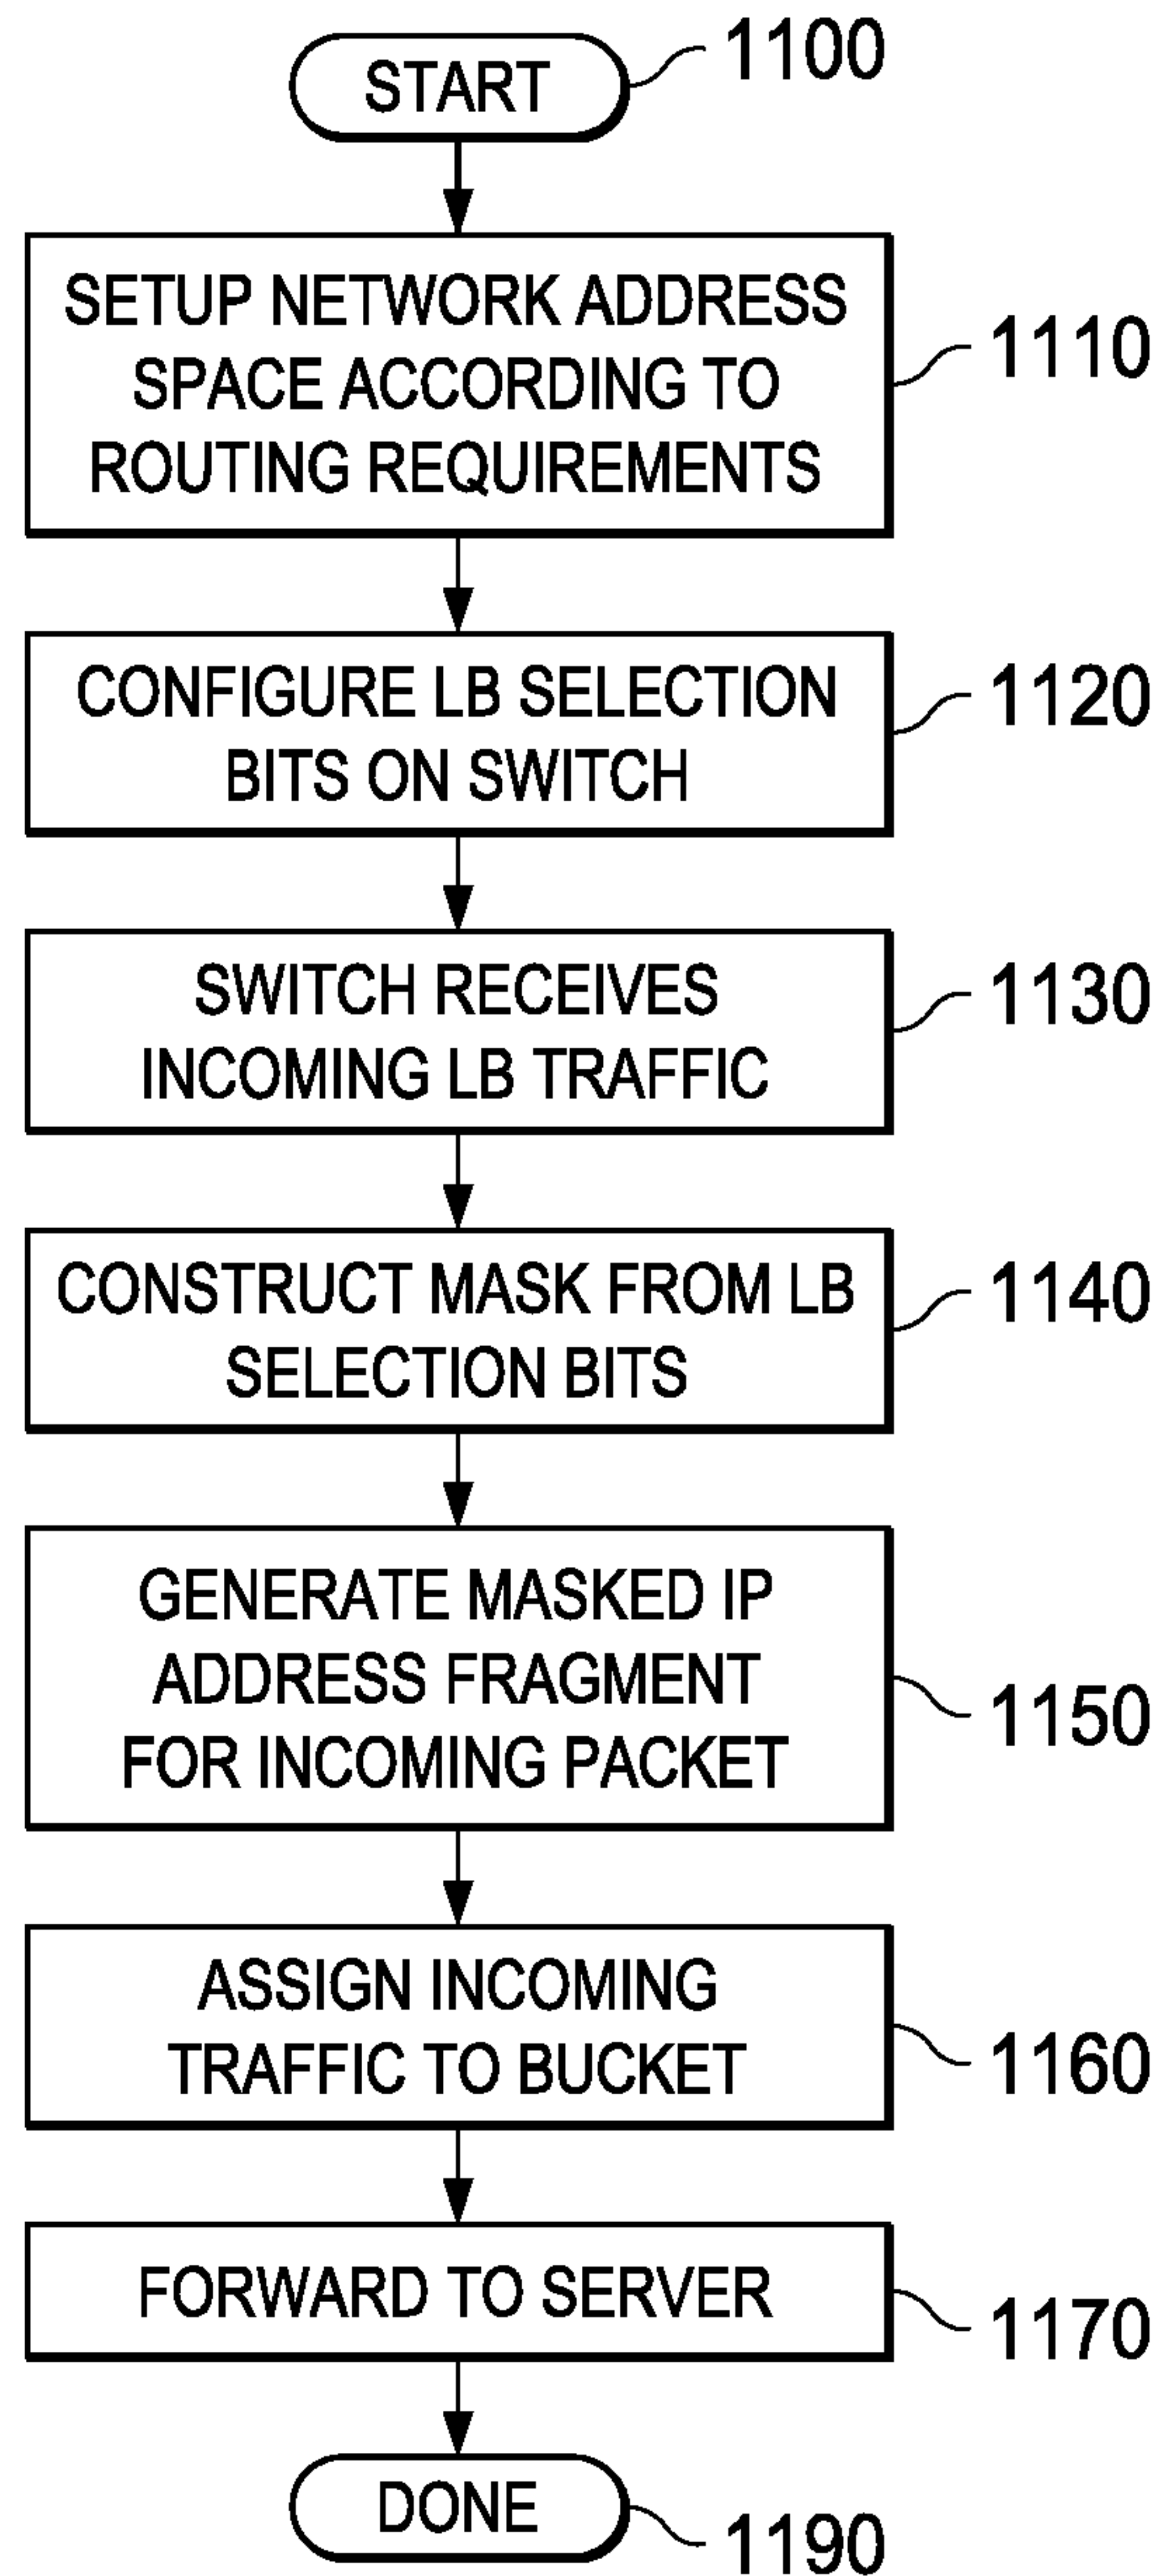 START
1100
SETUP NETWORK ADDRESS
SPACE ACCORDING TO
ROUTING REQUIREMENTS
1110
CONFIGURE LB SELECTION
BITS ON SWITCH
1120
SWITCH RECEIVES
INCOMING LB TRAFFIC
1130
CONSTRUCT MASK FROM LB
SELECTION BITS
1140
GENERATE MASKED IP
ADDRESS FRAGMENT
FOR INCOMING PACKET
1150
ASSIGN INCOMING
TRAFFIC TO BUCKET
1160
FORWARD TO SERVER
1170
DONE
1190